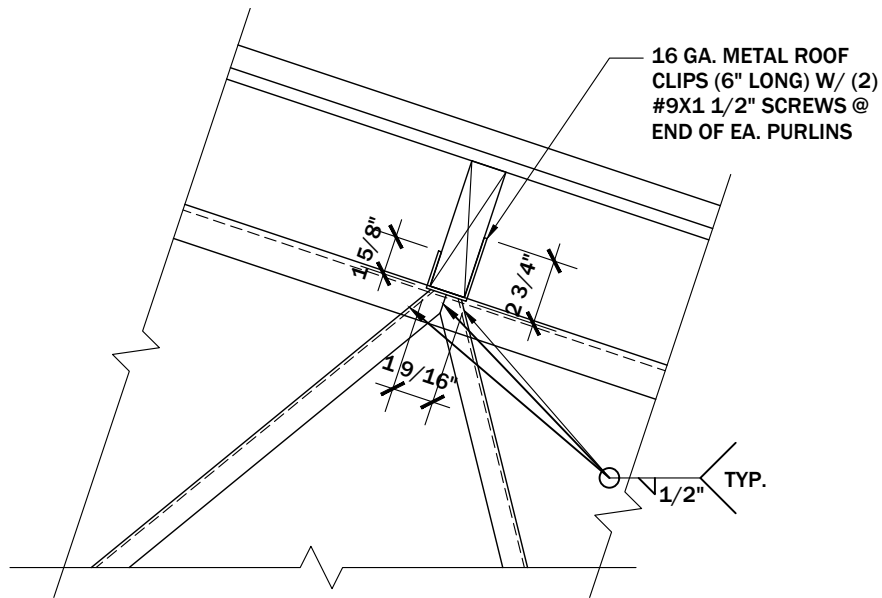 16 GA. METAL ROOF
CLIPS (6" LONG) W/ (2)
#9X1 1/2" SCREWS @
END OF EA. PURLINS
1 5/8"
2 3/4"
1 9/16"
1/2"
TYP.